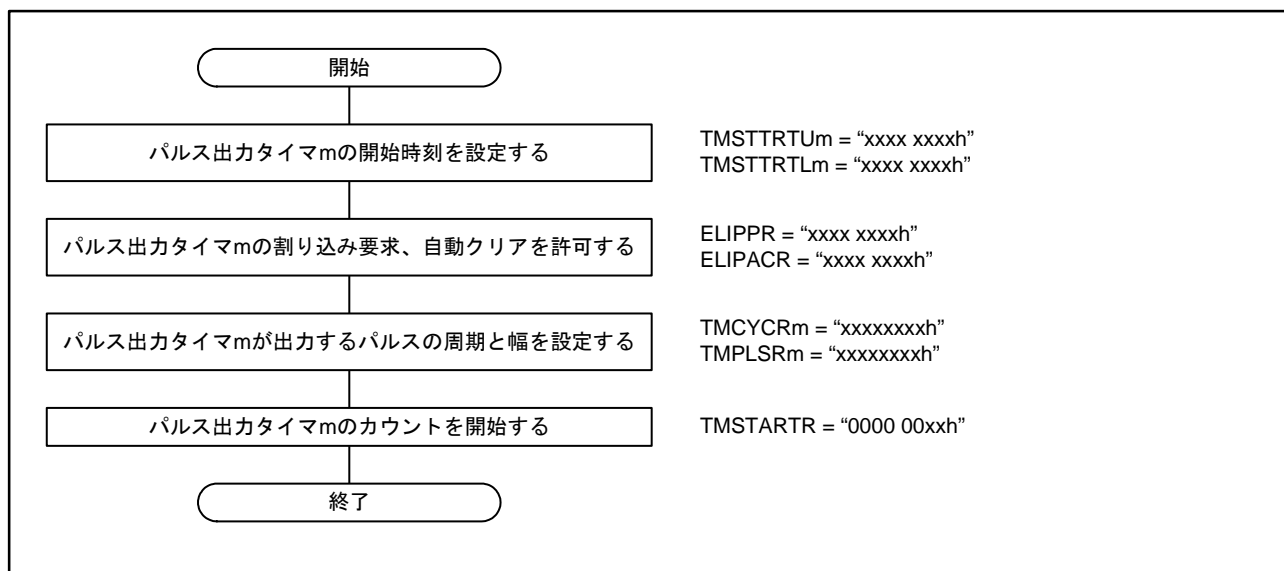 開始
パルス出力タイマmの開始時刻を設定する
TMSTTRTUm = “xxxx xxxxh”
TMSTTRTLm = “xxxx xxxxh”
パルス出力タイマmの割り込み要求、自動クリアを許可する
ELIPPR = “xxxx xxxxh”
ELIPACR = “xxxx xxxxh”
パルス出力タイマmが出力するパルスの周期と幅を設定する
TMCYCRm = “xxxxxxxxh”
TMPLSRm = “xxxxxxxxh”
パルス出力タイマmのカウントを開始する
TMSTARTR = “0000 00xxh”
終了